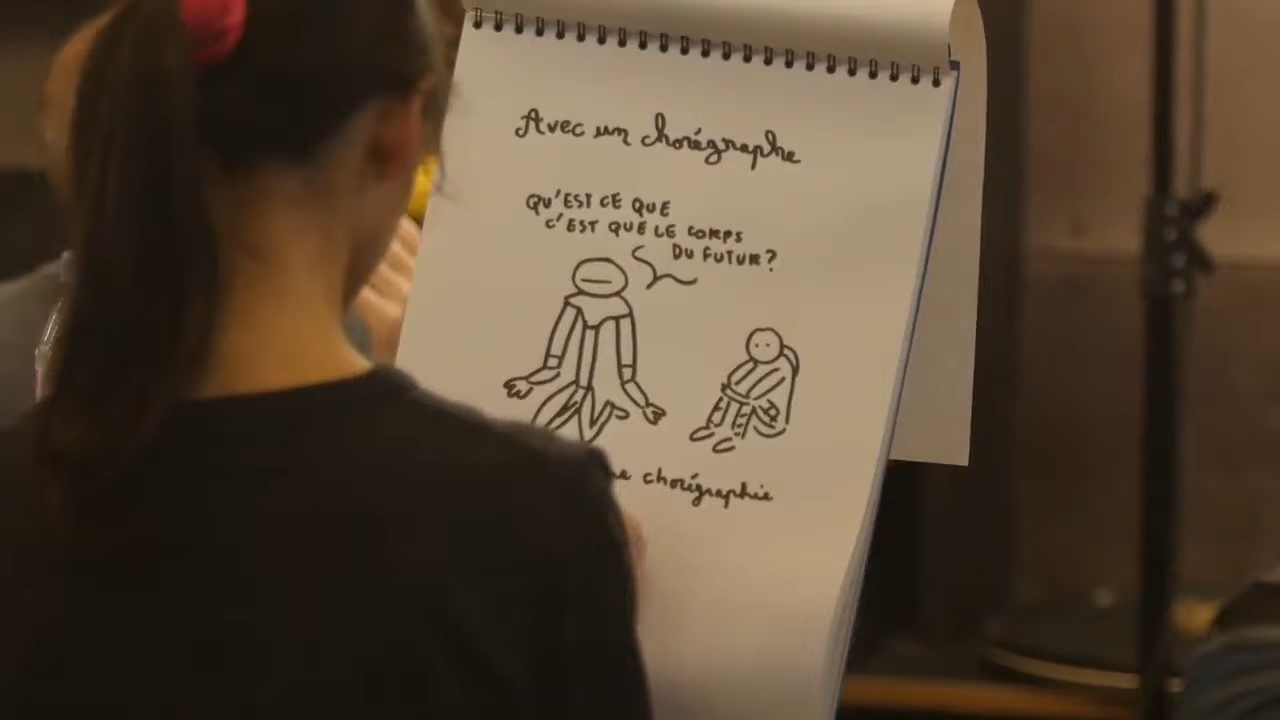 Avec un chorégraphe
QU'EST CE QUE
C'EST QUE LE CORPS
DU FUTUR?
chorégraphie